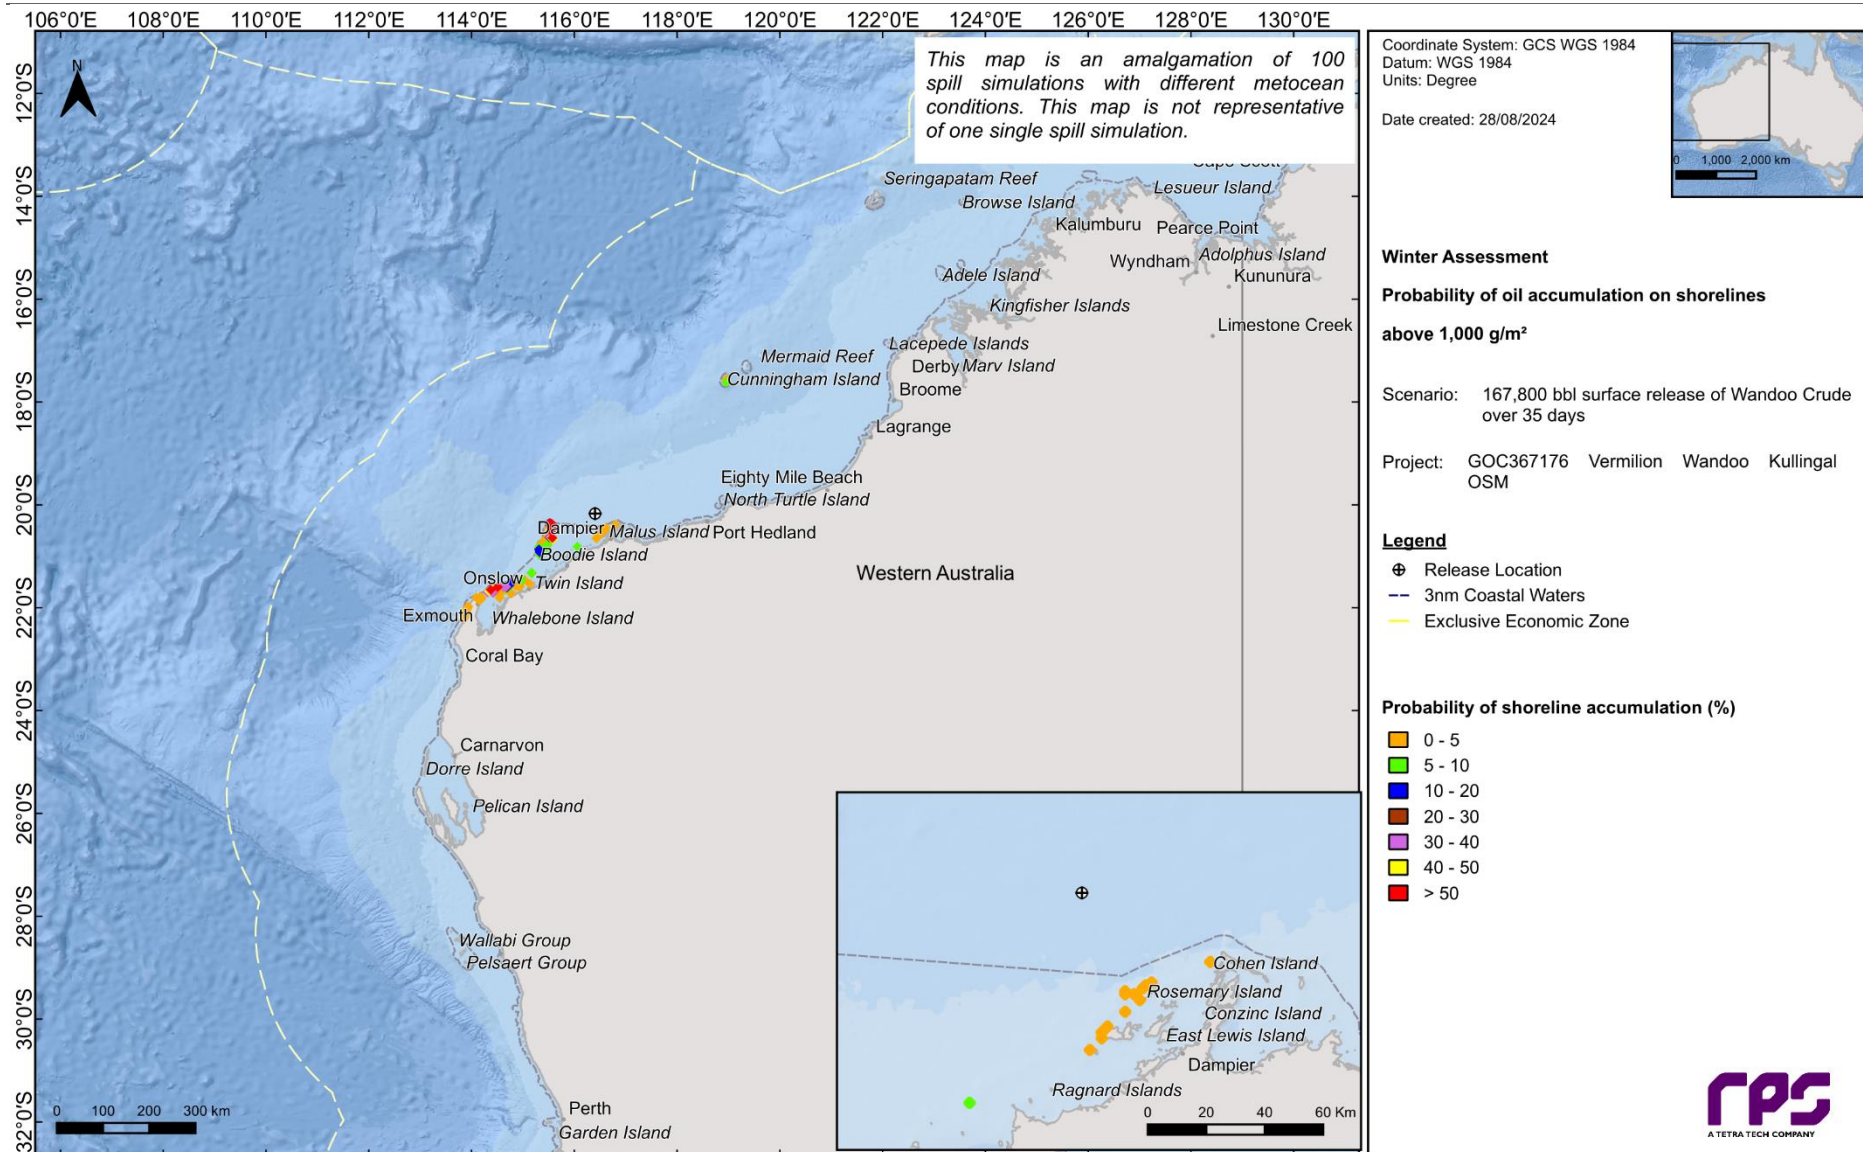 106°0'E 108°0'E 110°0'E 112°0'E 114°0'E 116°0'E 118°0'E 120°0'E 122°0'E 124°0'E 126°0'E 128°0'E 130°0'E
N
12°0'S
14°0'S
16°0'S
18°0'S
20°0'S
22°0'S
24°0'S
26°0'S
28°0'S
30°0'S
32°0'S
This map is an amalgamation of 100
spill simulations with different metocean
conditions. This map is not representative
of one single spill simulation.
Seringapatam Reef
Browse Island
Lesueur Island
Kalumburu
Pearce Point
Adolphus Island
Wyndham
Kununura
Adele Island
Kingfisher Islands
Limestone Creek
Lacepede Islands
Mermaid Reef
Derby
Marv Island
Cunningham Island
Broome
Lagrange
Eighty Mile Beach
North Turtle Island
Dampier
Malus Island
Port Hedland
Boodie Island
Onslow
Twin Island
Western Australia
Exmouth
Whalebone Island
Coral Bay
Carnarvon
Dorre Island
Pelican Island
Wallabi Group
Pelsaert Group
Perth
Garden Island
0 100 200 300 km
Cohen Island
Rosemary Island
Conzinc Island
East Lewis Island
Dampier
Ragnard Islands
0 20 40 60 Km
Coordinate System: GCS WGS 1984
Datum: WGS 1984
Units: Degree
Date created: 28/08/2024
0 1,000 2,000 km
Winter Assessment
Probability of oil accumulation on shorelines
above 1,000 g/m²
Scenario: 167,800 bbl surface release of Wandoo Crude
over 35 days
Project: GOC367176 Vermilion Wandoo Kullingal
OSM
Legend
Release Location
3nm Coastal Waters
Exclusive Economic Zone
Probability of shoreline accumulation (%)
0 - 5
5 - 10
10 - 20
20 - 30
30 - 40
40 - 50
> 50
rps
A TETRA TECH COMPANY